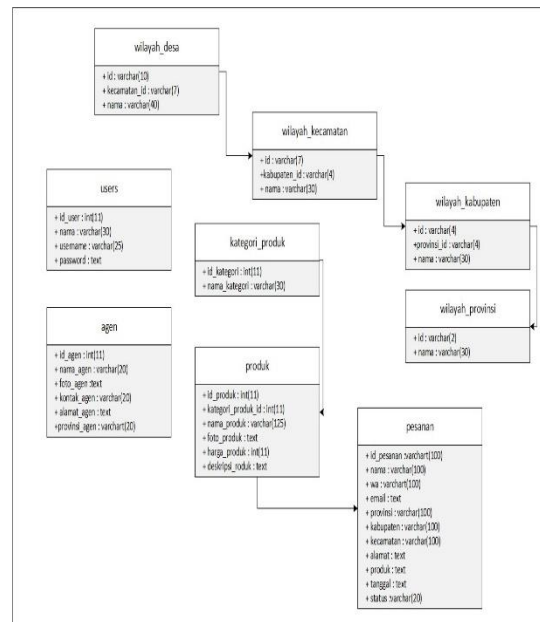 wilayah_desa
+ id : varchar(10)
+ kecamatan_id : varchar(7)
+ nama : varchar(40)
wilayah_kecamatan
+ id : varchar(7)
+kabupaten_id : varchar(4)
+ nama : varchar(30)
users
+ id_user : int(11)
+ nama : varchar(30)
+ username : varchar(25)
+ password : text
wilayah_kabupaten
+ id : varchar(4)
+provinsi_id : varchar(4)
+ nama : varchar(30)
kategori_produk
+ id_kategori : int(11)
+ nama_kategori : varchar(30)
wilayah_provinsi
+ id : varchar(2)
+ nama : varchar(30)
agen
+ id_agen : int(11)
+ nama_agen : varchar(20)
+ foto_agen :text
+ kontak_agen : varchar(20)
+ alamat_agen : text
+provinsi_agen : varchart(20)
produk
+ id_produk : int(11)
+ kategori_produk_id : int(11)
+ nama_produk : varchar(125)
+ foto_produk : text
+ harga_produk : int(11)
+ deskripsi_roduk : text
pesanan
+ id_pesanan :varchart(100)
+ nama : varchar(100)
+ wa : varchart(100)
+ email : text
+ provinsi : varchar(100)
+ kabupaten : varchar(100)
+ kecamatan : varchar(100)
+ alamat : text
+ produk : text
+ tanggal : text
+ status :varchar(20)